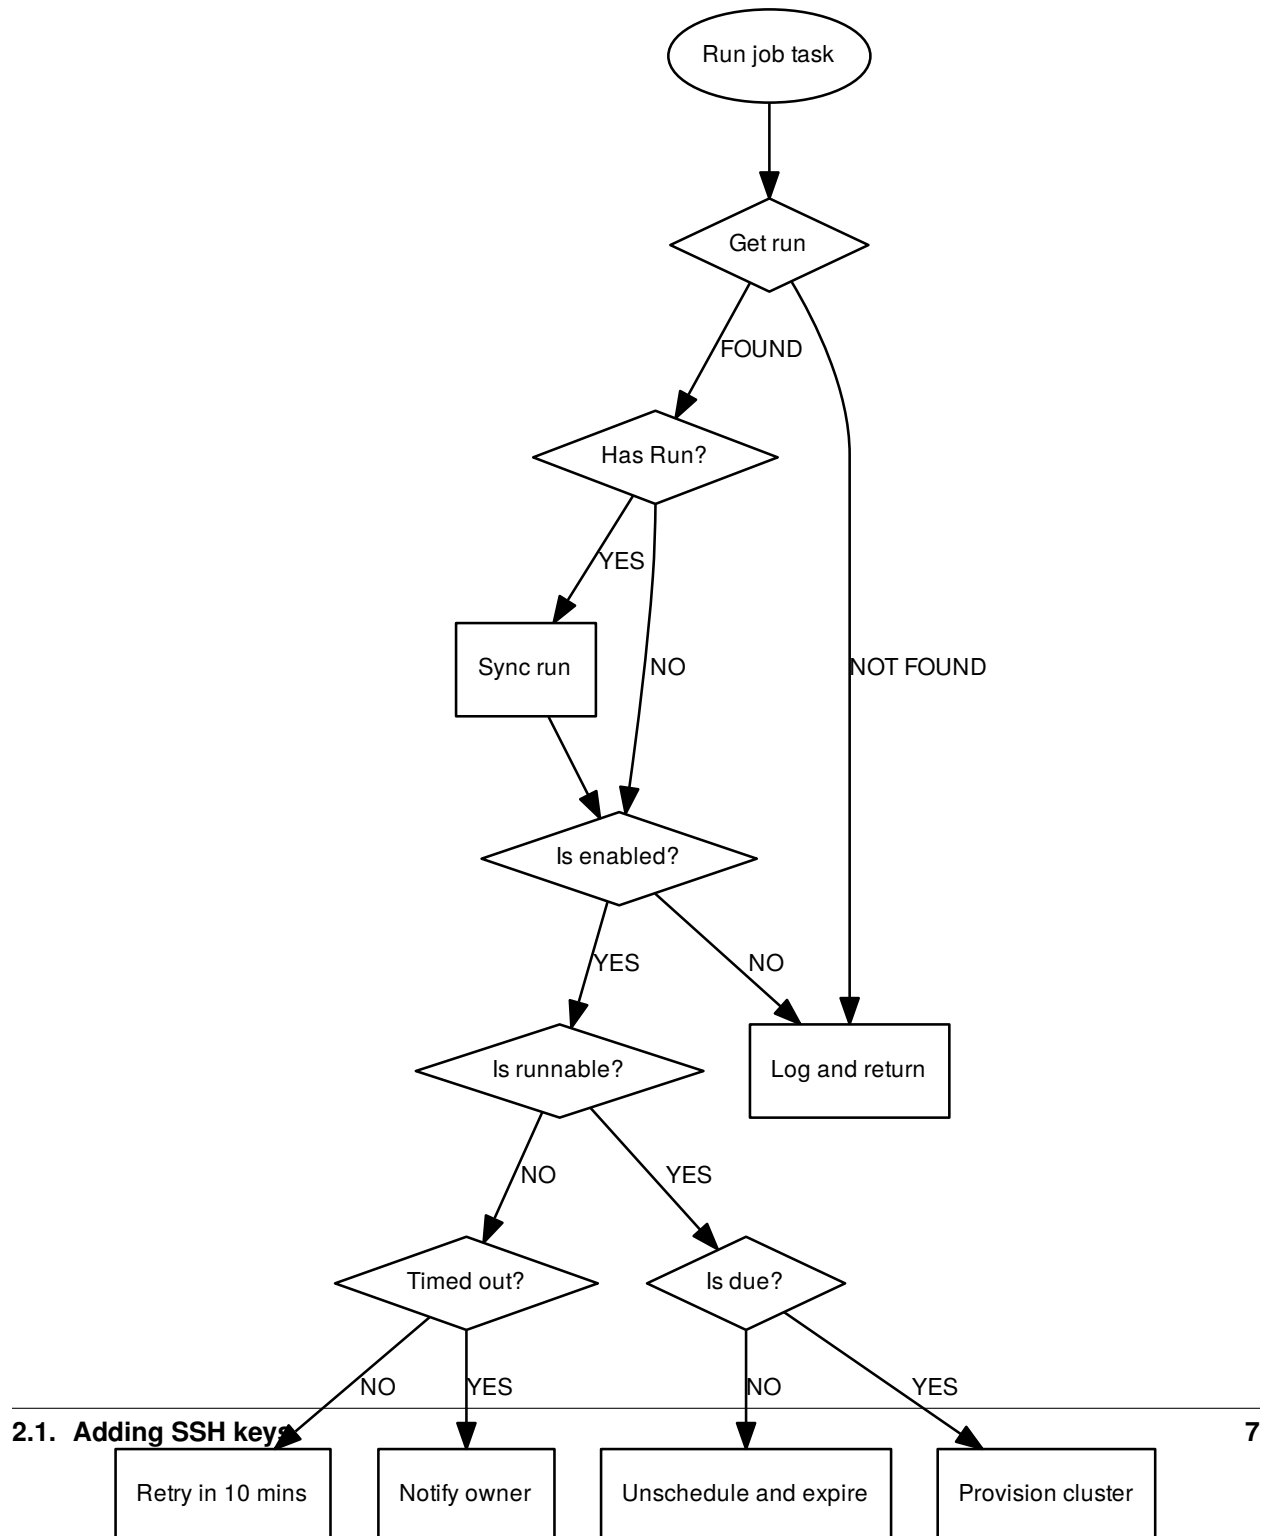 Run job task
Get run
FOUND
Has Run?
YES
Sync run
NO
NOT FOUND
Is enabled?
YES
NO
Is runnable?
Log and return
NO
YES
Timed out?
Is due?
NO
YES
NO
YES
2.1. Adding SSH keys
7
Retry in 10 mins
Notify owner
Unschedule and expire
Provision cluster